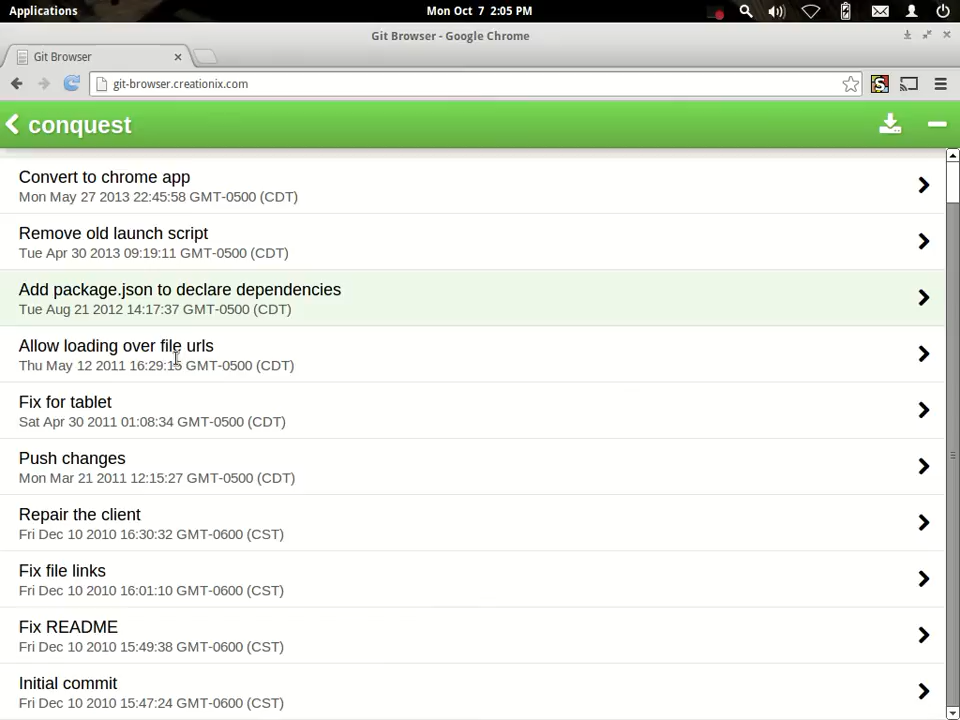 Applications
Mon Oct 7 2:05 PM
Git Browser - Google Chrome
Git Browser
git-browser.creationix.com
conquest
Convert to chrome app
Mon May 27 2013 22:45:58 GMT-0500 (CDT)
Remove old launch script
Tue Apr 30 2013 09:19:11 GMT-0500 (CDT)
Add package.json to declare dependencies
Tue Aug 21 2012 14:17:37 GMT-0500 (CDT)
Allow loading over file urls
Thu May 12 2011 16:29:15 GMT-0500 (CDT)
Fix for tablet
Sat Apr 30 2011 01:08:34 GMT-0500 (CDT)
Push changes
Mon Mar 21 2011 12:15:27 GMT-0500 (CDT)
Repair the client
Fri Dec 10 2010 16:30:32 GMT-0600 (CST)
Fix file links
Fri Dec 10 2010 16:01:10 GMT-0600 (CST)
Fix README
Fri Dec 10 2010 15:49:38 GMT-0600 (CST)
Initial commit
Fri Dec 10 2010 15:47:24 GMT-0600 (CST)